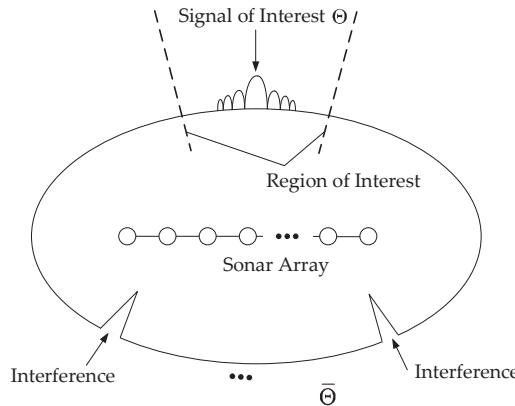 Signal of Interest Θ
Region of Interest
•••
Sonar Array
Interference
Interference
•••
Θ̄